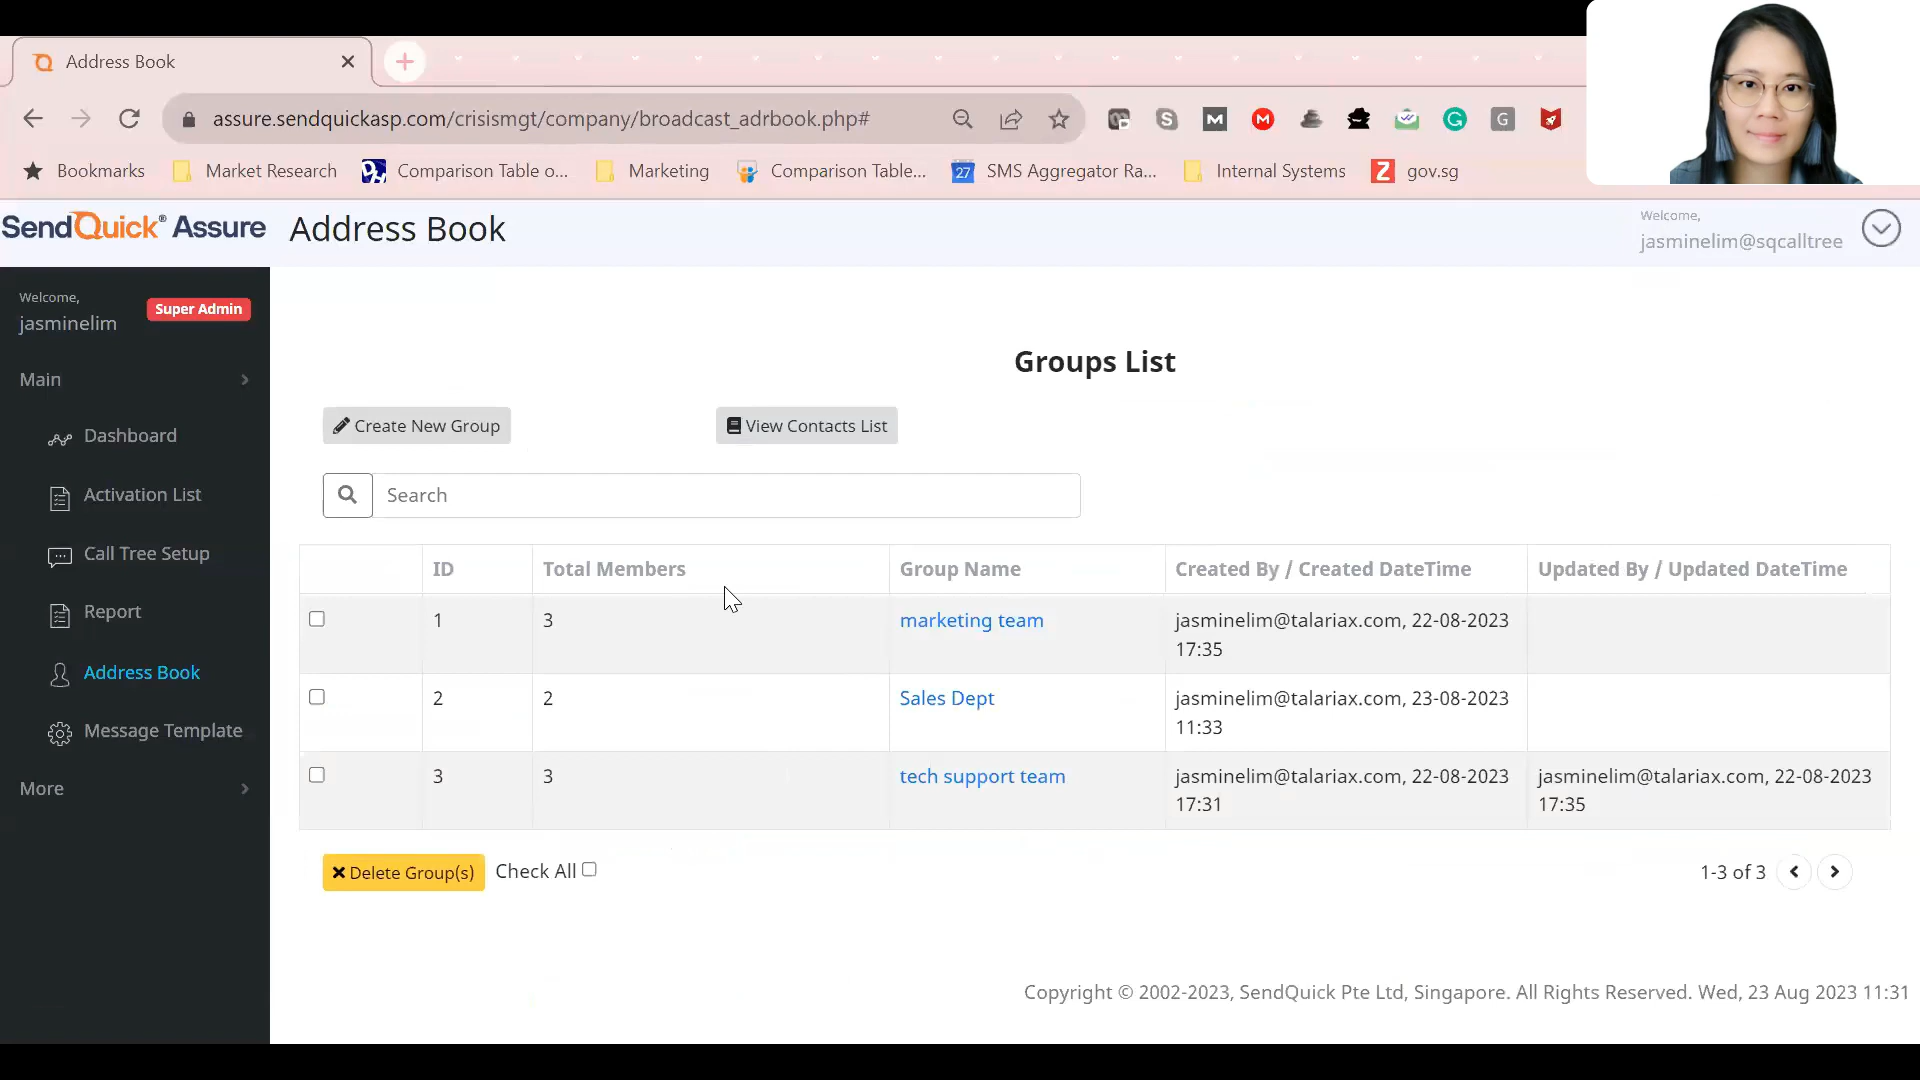 Address Book
assure.sendquickasp.com/crisismgt/company/broadcast_adrbook.php#
Bookmarks
Market Research
Comparison Table o...
Marketing
Comparison Table...
27
SMS Aggregator Ra...
Internal Systems
gov.sg
SendQuick® Assure
Address Book
Welcome,
jasminelim@sqcalltree
Welcome,
jasminelim
Super Admin
Main
Dashboard
Activation List
Call Tree Setup
Report
Address Book
Message Template
More
Groups List
Create New Group
View Contacts List
Search
ID Total Members Group Name Created By / Created DateTime Updated By / Updated DateTime
1 3 marketing team jasminelim@talariax.com, 22-08-2023
17:35
2 2 Sales Dept jasminelim@talariax.com, 23-08-2023
11:33
3 3 tech support team jasminelim@talariax.com, 22-08-2023 jasminelim@talariax.com, 22-08-2023
17:31 17:35
Delete Group(s) Check All
1-3 of 3
Copyright © 2002-2023, SendQuick Pte Ltd, Singapore. All Rights Reserved. Wed, 23 Aug 2023 11:31